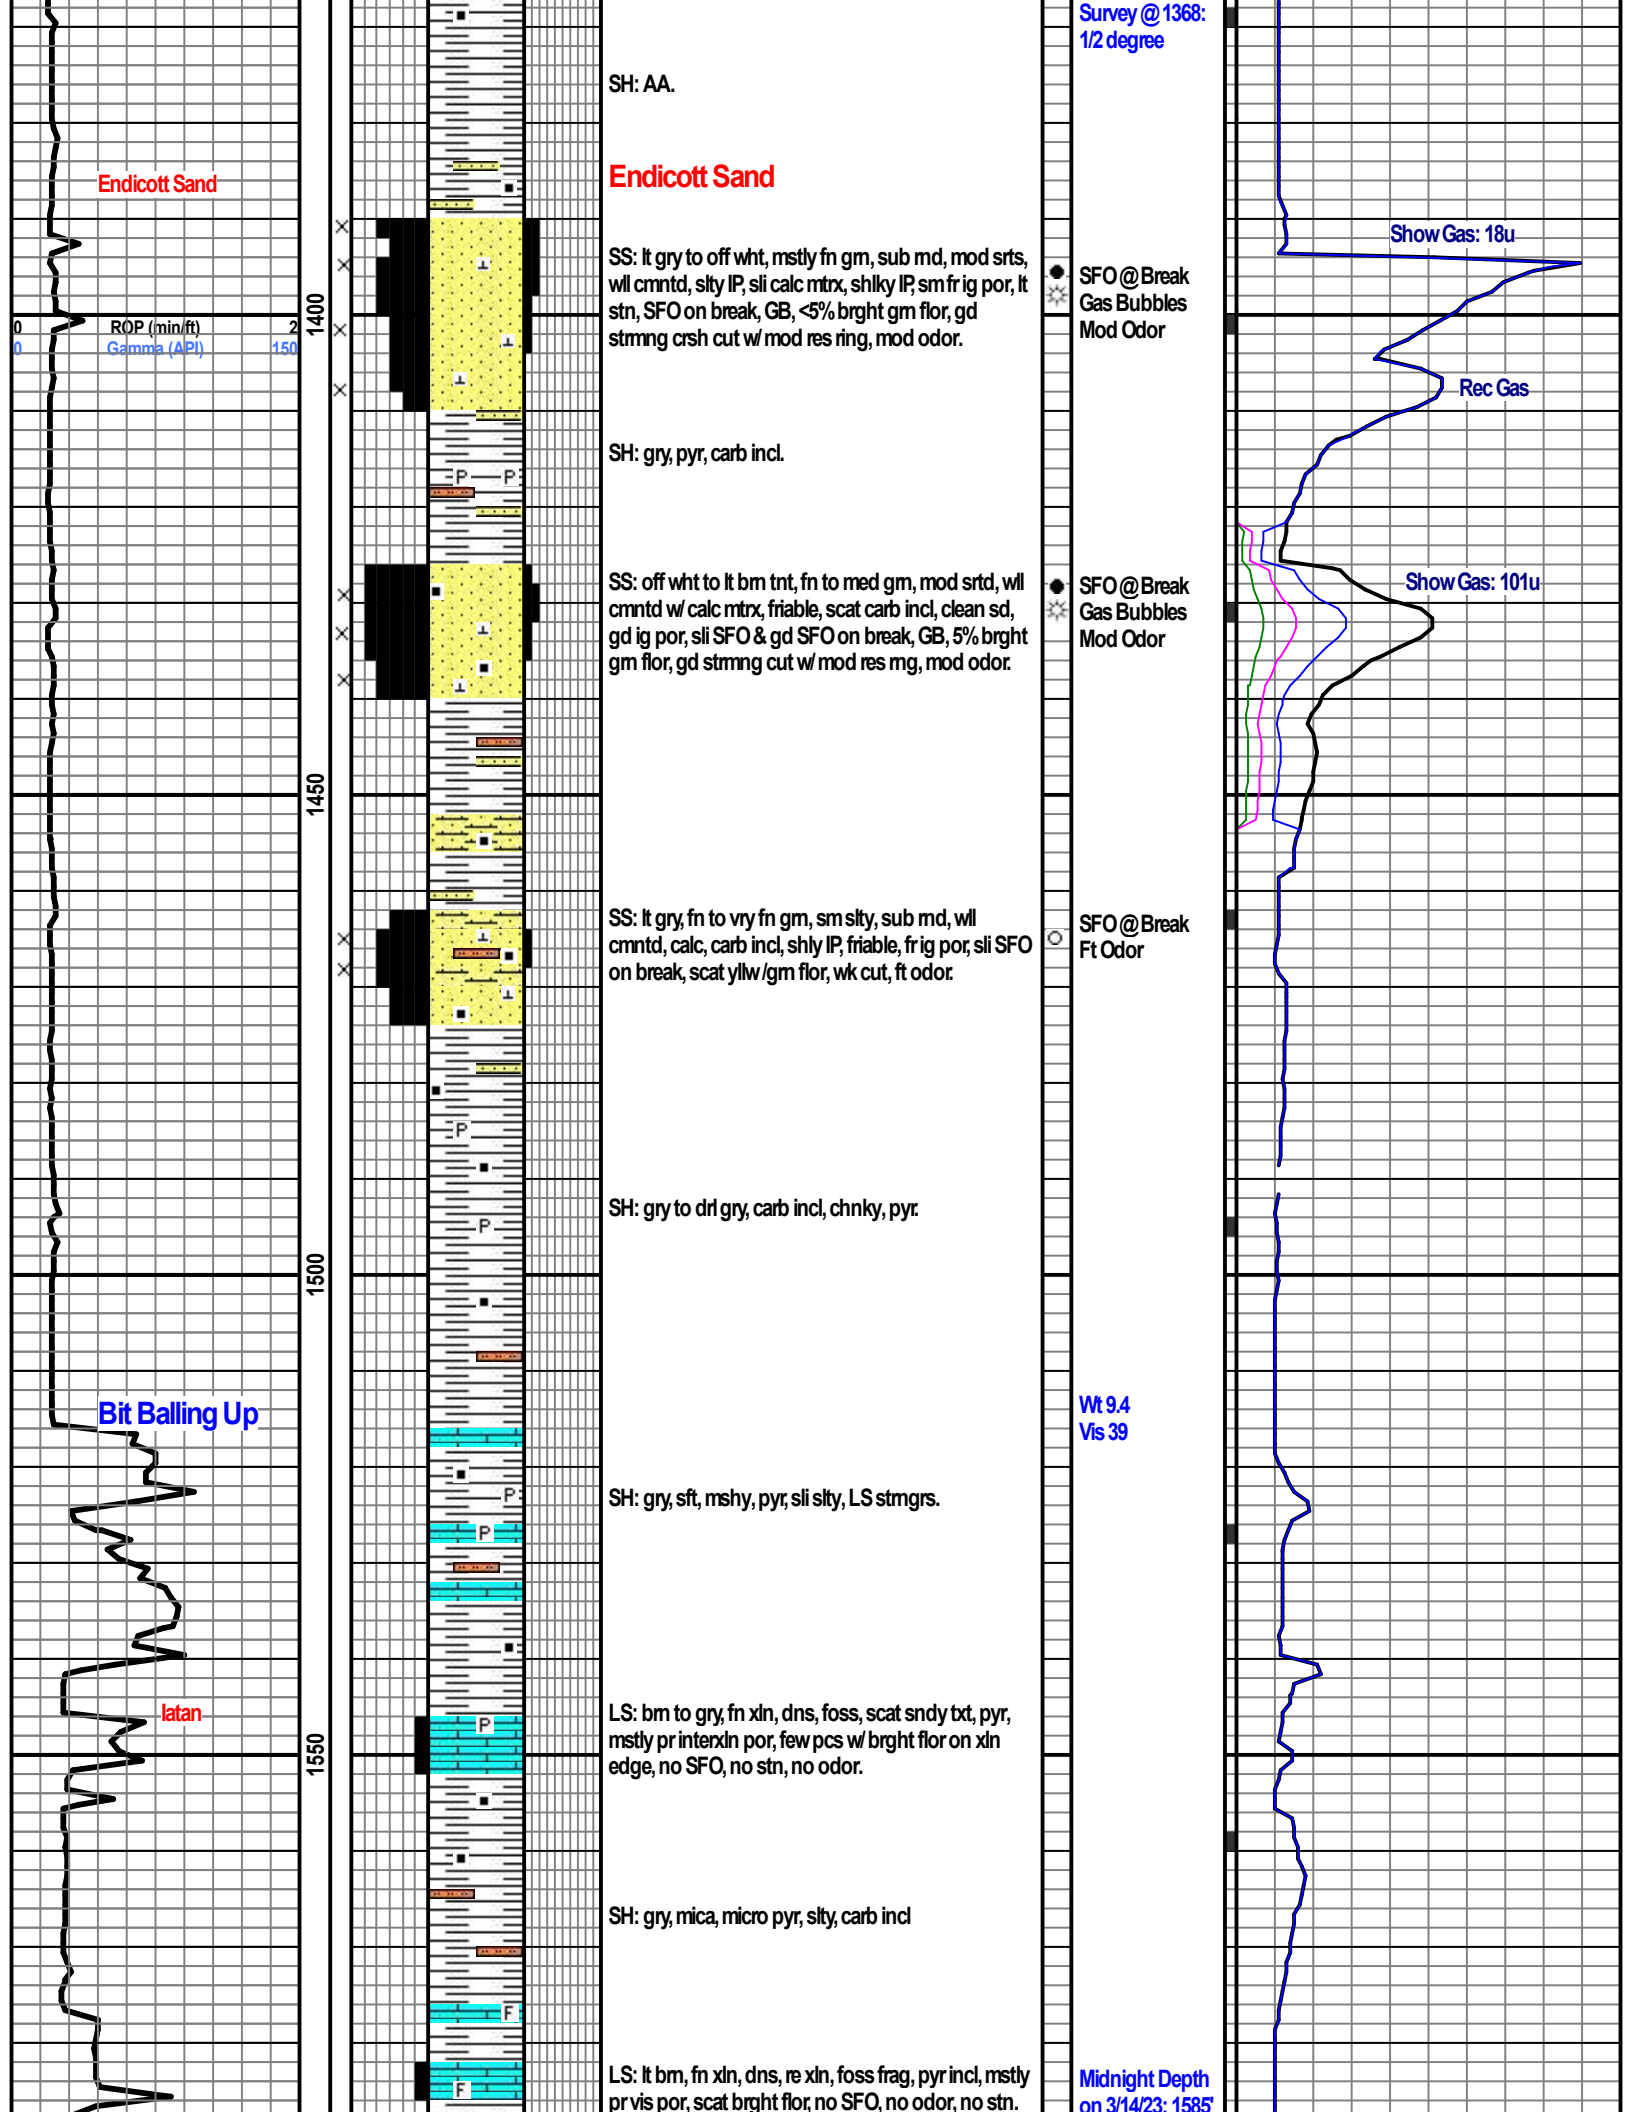 Survey @ 1368:
1/2 degree
SH: AA.
Endicott Sand
Endicott Sand
Show Gas: 18u
SS: lt gry to off wht, mstly fn grn, sub rnd, mod srts,
wll cmntd, slty IP, sli calc mtrx, shlky IP, sm fr ig por, lt
stn, SFO on break, GB, <5% brght grn flor, gd
strmng crsh cut w/ mod res ring, mod odor.
SFO @ Break
Gas Bubbles
Mod Odor
1400
0 ROP (min/ft) 2
0 Gamma (API) 150
Rec Gas
SH: gry, pyr, carb incl.
P P
SS: off wht to lt brn tnt, fn to med grn, mod srtd, wll
cmntd w/ calc mtrx, friable, scat carb incl, clean sd,
gd ig por, sli SFO & gd SFO on break, GB, 5% brght
grn flor, gd strmng cut w/ mod res rng, mod odor.
SFO @ Break
Gas Bubbles
Mod Odor
Show Gas: 101u
1450
SS: lt gry, fn to vry fn grn, sm slty, sub rnd, wll
cmntd, calc, carb incl, shly IP, friable, fr ig por, sli SFO
on break, scat yllw/grn flor, wk cut, ft odor.
SFO @ Break
Ft Odor
P
SH: gry to drl gry, carb incl, chnky, pyr.
P
1500
Bit Balling Up
Wt 9.4
Vis 39
SH: gry, sft, mshy, pyr, sli slty, LS strngrs.
P
P
Iatan
LS: brn to gry, fn xln, dns, foss, scat sndy txt, pyr,
mstly pr interxln por, few pcs w/ brght flor on xln
edge, no SFO, no stn, no odor.
P
1550
SH: gry, mica, micro pyr, slty, carb incl
F
LS: lt brn, fn xln, dns, re xln, foss frag, pyr incl, mstly
pr vis por, scat brght flor, no SFO, no odor, no stn.
F
Midnight Depth
on 3/14/23: 1585'